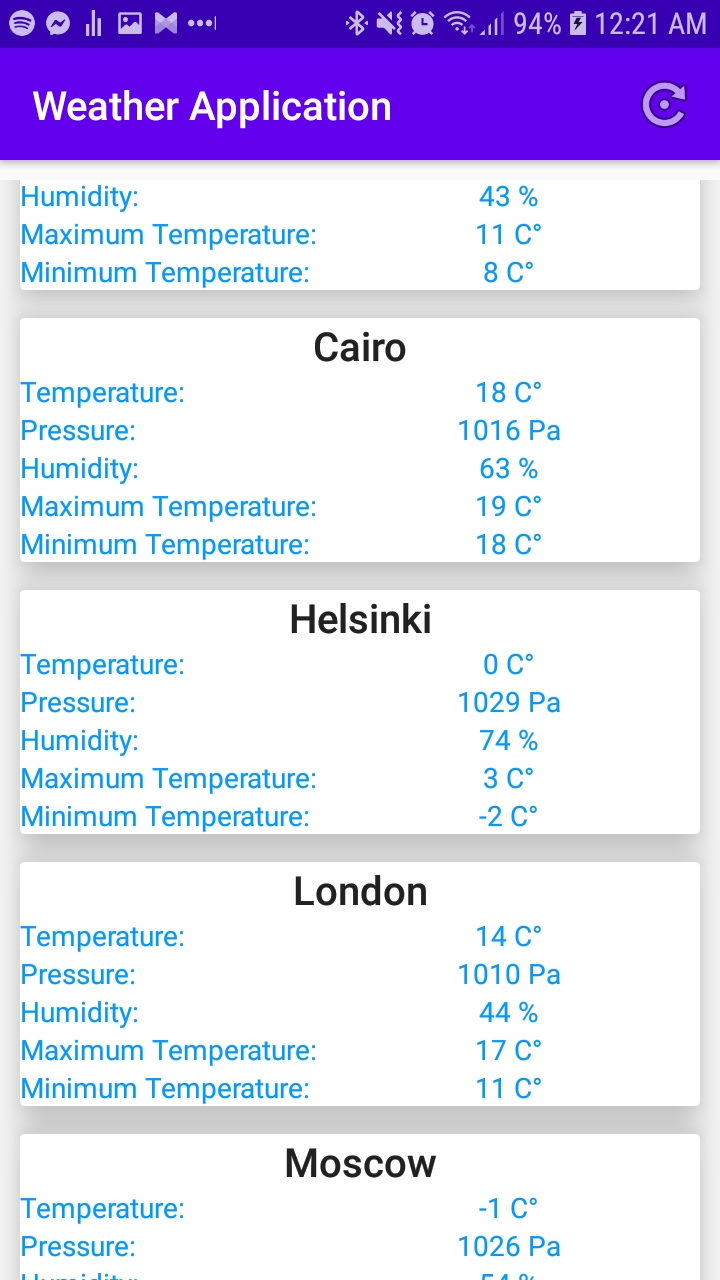 94% 12:21 AM
Weather Application
Humidity: 43 %
Maximum Temperature: 11 C°
Minimum Temperature: 8 C°
Cairo
Temperature: 18 C°
Pressure: 1016 Pa
Humidity: 63 %
Maximum Temperature: 19 C°
Minimum Temperature: 18 C°
Helsinki
Temperature: 0 C°
Pressure: 1029 Pa
Humidity: 74 %
Maximum Temperature: 3 C°
Minimum Temperature: -2 C°
London
Temperature: 14 C°
Pressure: 1010 Pa
Humidity: 44 %
Maximum Temperature: 17 C°
Minimum Temperature: 11 C°
Moscow
Temperature: -1 C°
Pressure: 1026 Pa